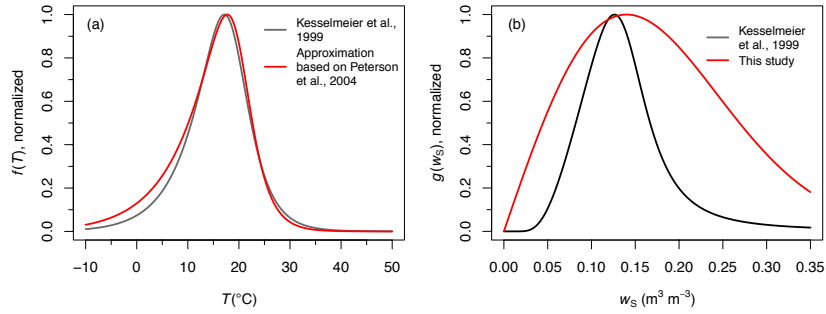 (a)
Kesselmeier et al.,
1999
Approximation
based on Peterson
et al., 2004
f(T), normalized
1.0
0.8
0.6
0.4
0.2
0.0
−10 0 10 20 30 40 50
T(°C)
(b)
Kesselmeier
et al., 1999
This study
g(wS), normalized
1.0
0.8
0.6
0.4
0.2
0.0
0.00 0.05 0.10 0.15 0.20 0.25 0.30 0.35
wS (m³ m⁻³)